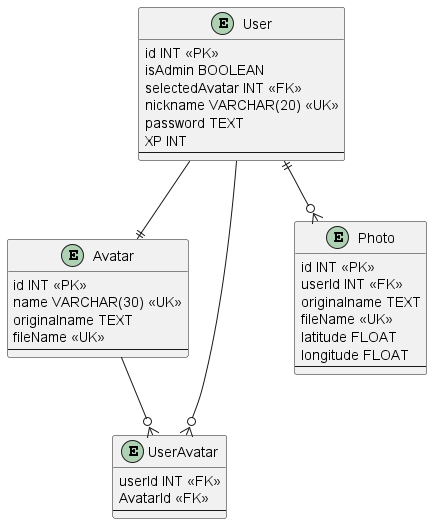 E User
id INT «PK»
isAdmin BOOLEAN
selectedAvatar INT «FK»
nickname VARCHAR(20) «UK»
password TEXT
XP INT
E Avatar
id INT «PK»
name VARCHAR(30) «UK»
originalname TEXT
fileName «UK»
E Photo
id INT «PK»
userId INT «FK»
originalname TEXT
fileName «UK»
latitude FLOAT
longitude FLOAT
E UserAvatar
userId INT «FK»
AvatarId «FK»